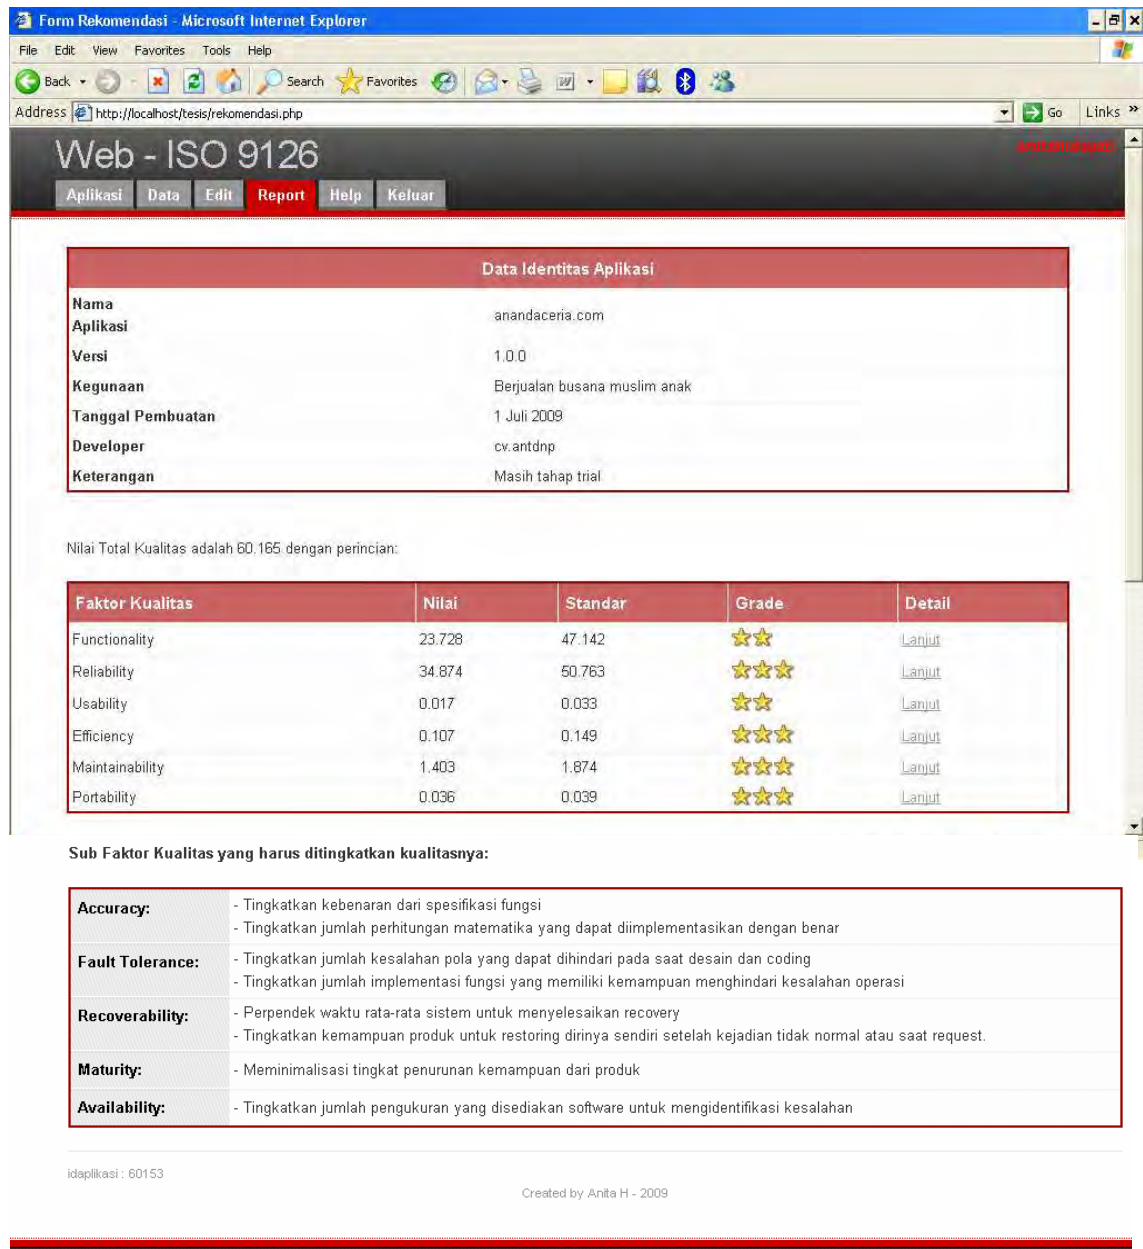 Form Rekomendasi - Microsoft Internet Explorer
File Edit View Favorites Tools Help
Back Search Favorites
Address http://localhost/tesis/rekomendasi.php Go Links »
Web - ISO 9126
Aplikasi Data Edit Report Help Keluar
Data Identitas Aplikasi
Nama
Aplikasi anandaceria.com
Versi 1.0.0
Kegunaan Berjualan busana muslim anak
Tanggal Pembuatan 1 Juli 2009
Developer cv.antdnp
Keterangan Masih tahap trial
Nilai Total Kualitas adalah 60.165 dengan perincian:
Faktor Kualitas Nilai Standar Grade Detail
Functionality 23.728 47.142 Lanjut
Reliability 34.874 50.763 Lanjut
Usability 0.017 0.033 Lanjut
Efficiency 0.107 0.149 Lanjut
Maintainability 1.403 1.874 Lanjut
Portability 0.036 0.039 Lanjut
Sub Faktor Kualitas yang harus ditingkatkan kualitasnya:
Accuracy: - Tingkatkan kebenaran dari spesifikasi fungsi
- Tingkatkan jumlah perhitungan matematika yang dapat diimplementasikan dengan benar
Fault Tolerance: - Tingkatkan jumlah kesalahan pola yang dapat dihindari pada saat desain dan coding
- Tingkatkan jumlah implementasi fungsi yang memiliki kemampuan menghindari kesalahan operasi
Recoverability: - Perpendek waktu rata-rata sistem untuk menyelesaikan recovery
- Tingkatkan kemampuan produk untuk restoring dirinya sendiri setelah kejadian tidak normal atau saat request.
Maturity: - Meminimalisasi tingkat penurunan kemampuan dari produk
Availability: - Tingkatkan jumlah pengukuran yang disediakan software untuk mengidentifikasi kesalahan
idaplikasi : 60153
Created by Anita H - 2009